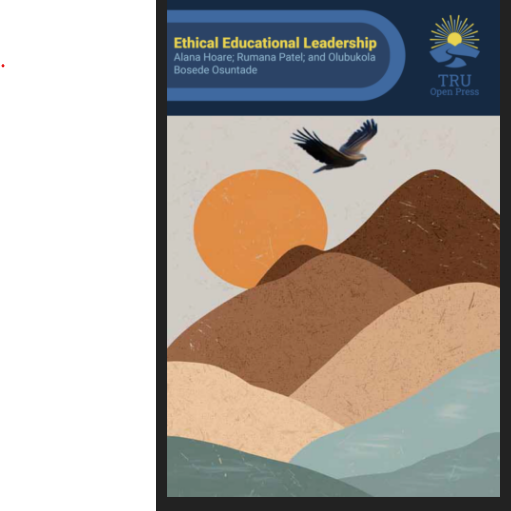 Ethical Educational Leadership
Alana Hoare; Rumana Patel; and Olubukola
Bosede Osuntade
TRU
Open Press